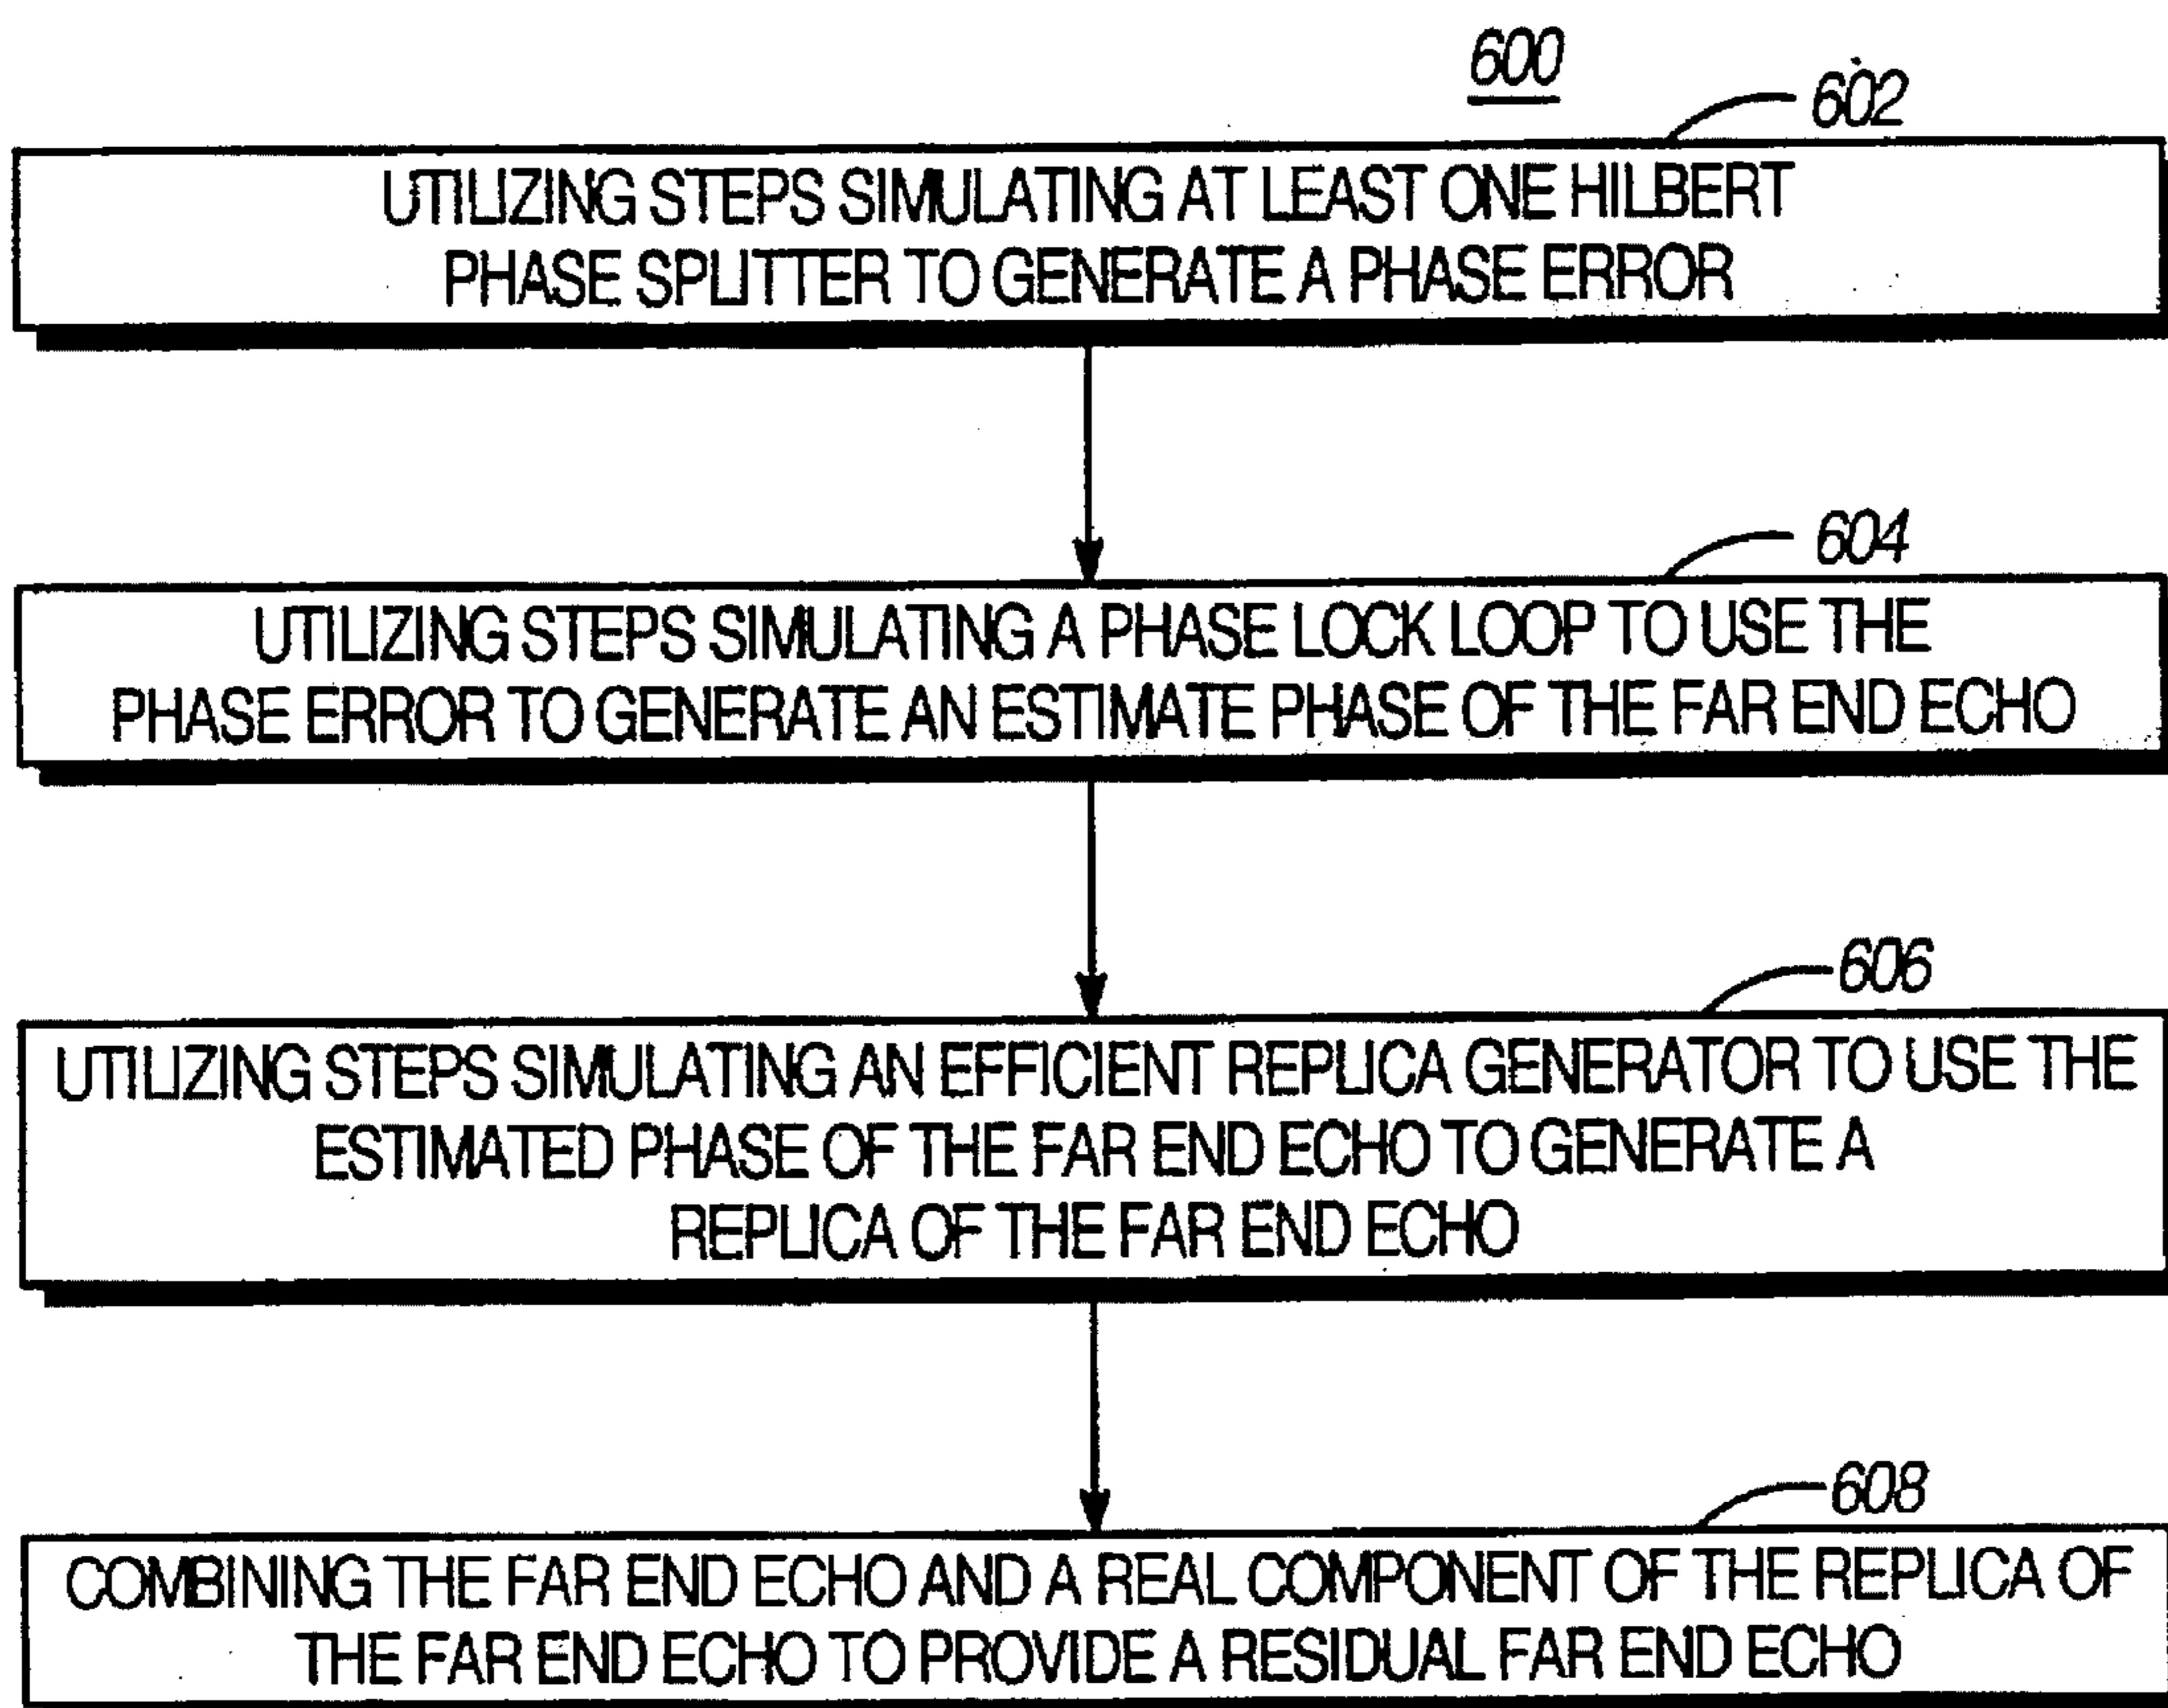 600
602
UTILIZING STEPS SIMULATING AT LEAST ONE HILBERT
PHASE SPLITTER TO GENERATE A PHASE ERROR
604
UTILIZING STEPS SIMULATING A PHASE LOCK LOOP TO USE THE
PHASE ERROR TO GENERATE AN ESTIMATE PHASE OF THE FAR END ECHO
606
UTILIZING STEPS SIMULATING AN EFFICIENT REPLICA GENERATOR TO USE THE
ESTIMATED PHASE OF THE FAR END ECHO TO GENERATE A
REPLICA OF THE FAR END ECHO
608
COMBINING THE FAR END ECHO AND A REAL COMPONENT OF THE REPLICA OF
THE FAR END ECHO TO PROVIDE A RESIDUAL FAR END ECHO